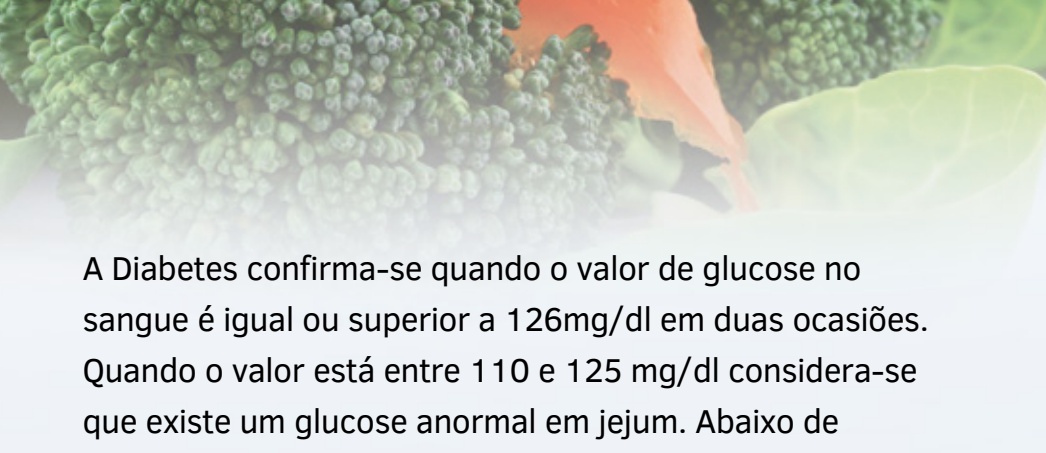 A Diabetes confirma-se quando o valor de glucose no
sangue é igual ou superior a 126mg/dl em duas ocasiões.
Quando o valor está entre 110 e 125 mg/dl considera-se
que existe um glucose anormal em jejum. Abaixo de